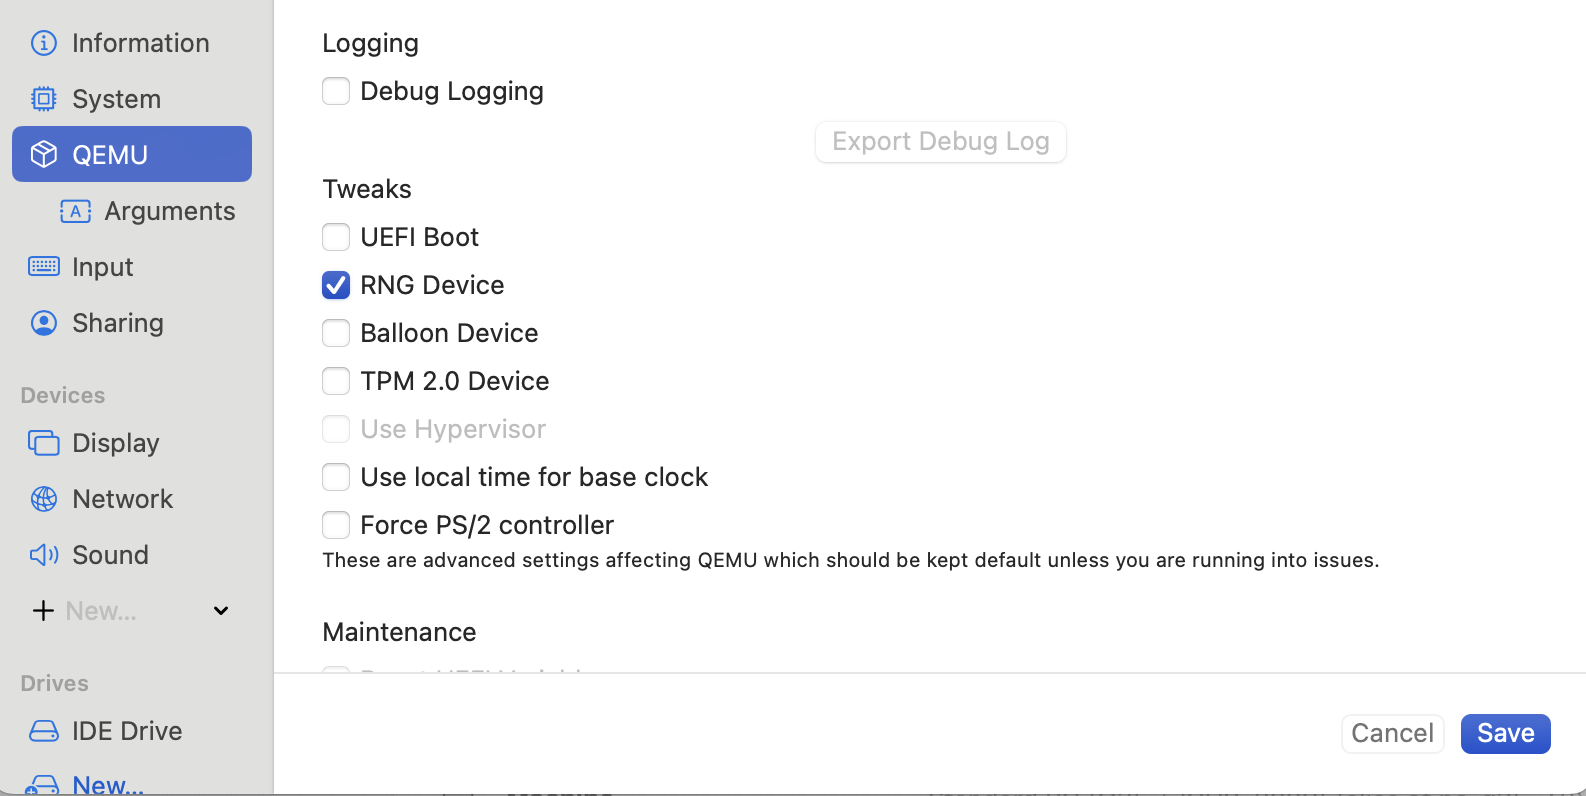 Information
System
QEMU
Arguments
Input
Sharing
Devices
Display
Network
Sound
New...
Drives
IDE Drive
New...
Logging
Debug Logging
Export Debug Log
Tweaks
UEFI Boot
RNG Device
Balloon Device
TPM 2.0 Device
Use Hypervisor
Use local time for base clock
Force PS/2 controller
These are advanced settings affecting QEMU which should be kept default unless you are running into issues.
Maintenance
Cancel
Save